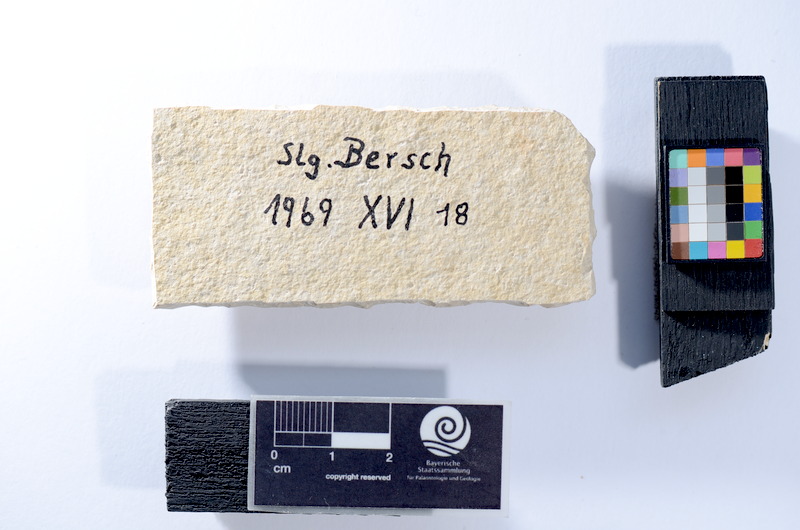 Slg. Bersch
1969 XVI 18
0 1 2
cm
copyright reserved
Bayerische
Staatssammlung
für Paläontologie und Geologie